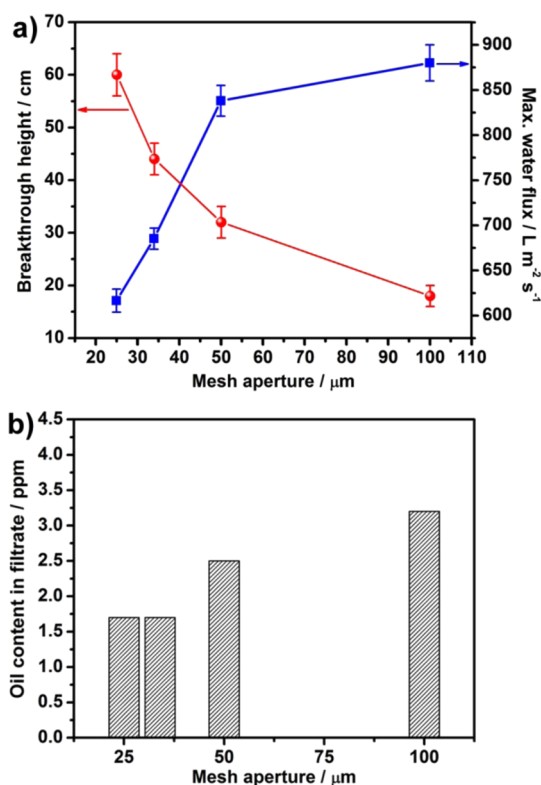 a)
70
60
50
40
30
20
10
Breakthrough height / cm
900
850
800
750
700
650
600
Max. water flux / L m⁻² s⁻¹
20 30 40 50 60 70 80 90 100 110
Mesh aperture / μm
b)
4.5
4.0
3.5
3.0
2.5
2.0
1.5
1.0
0.5
0.0
Oil content in filtrate / ppm
25 50 75 100
Mesh aperture / μm